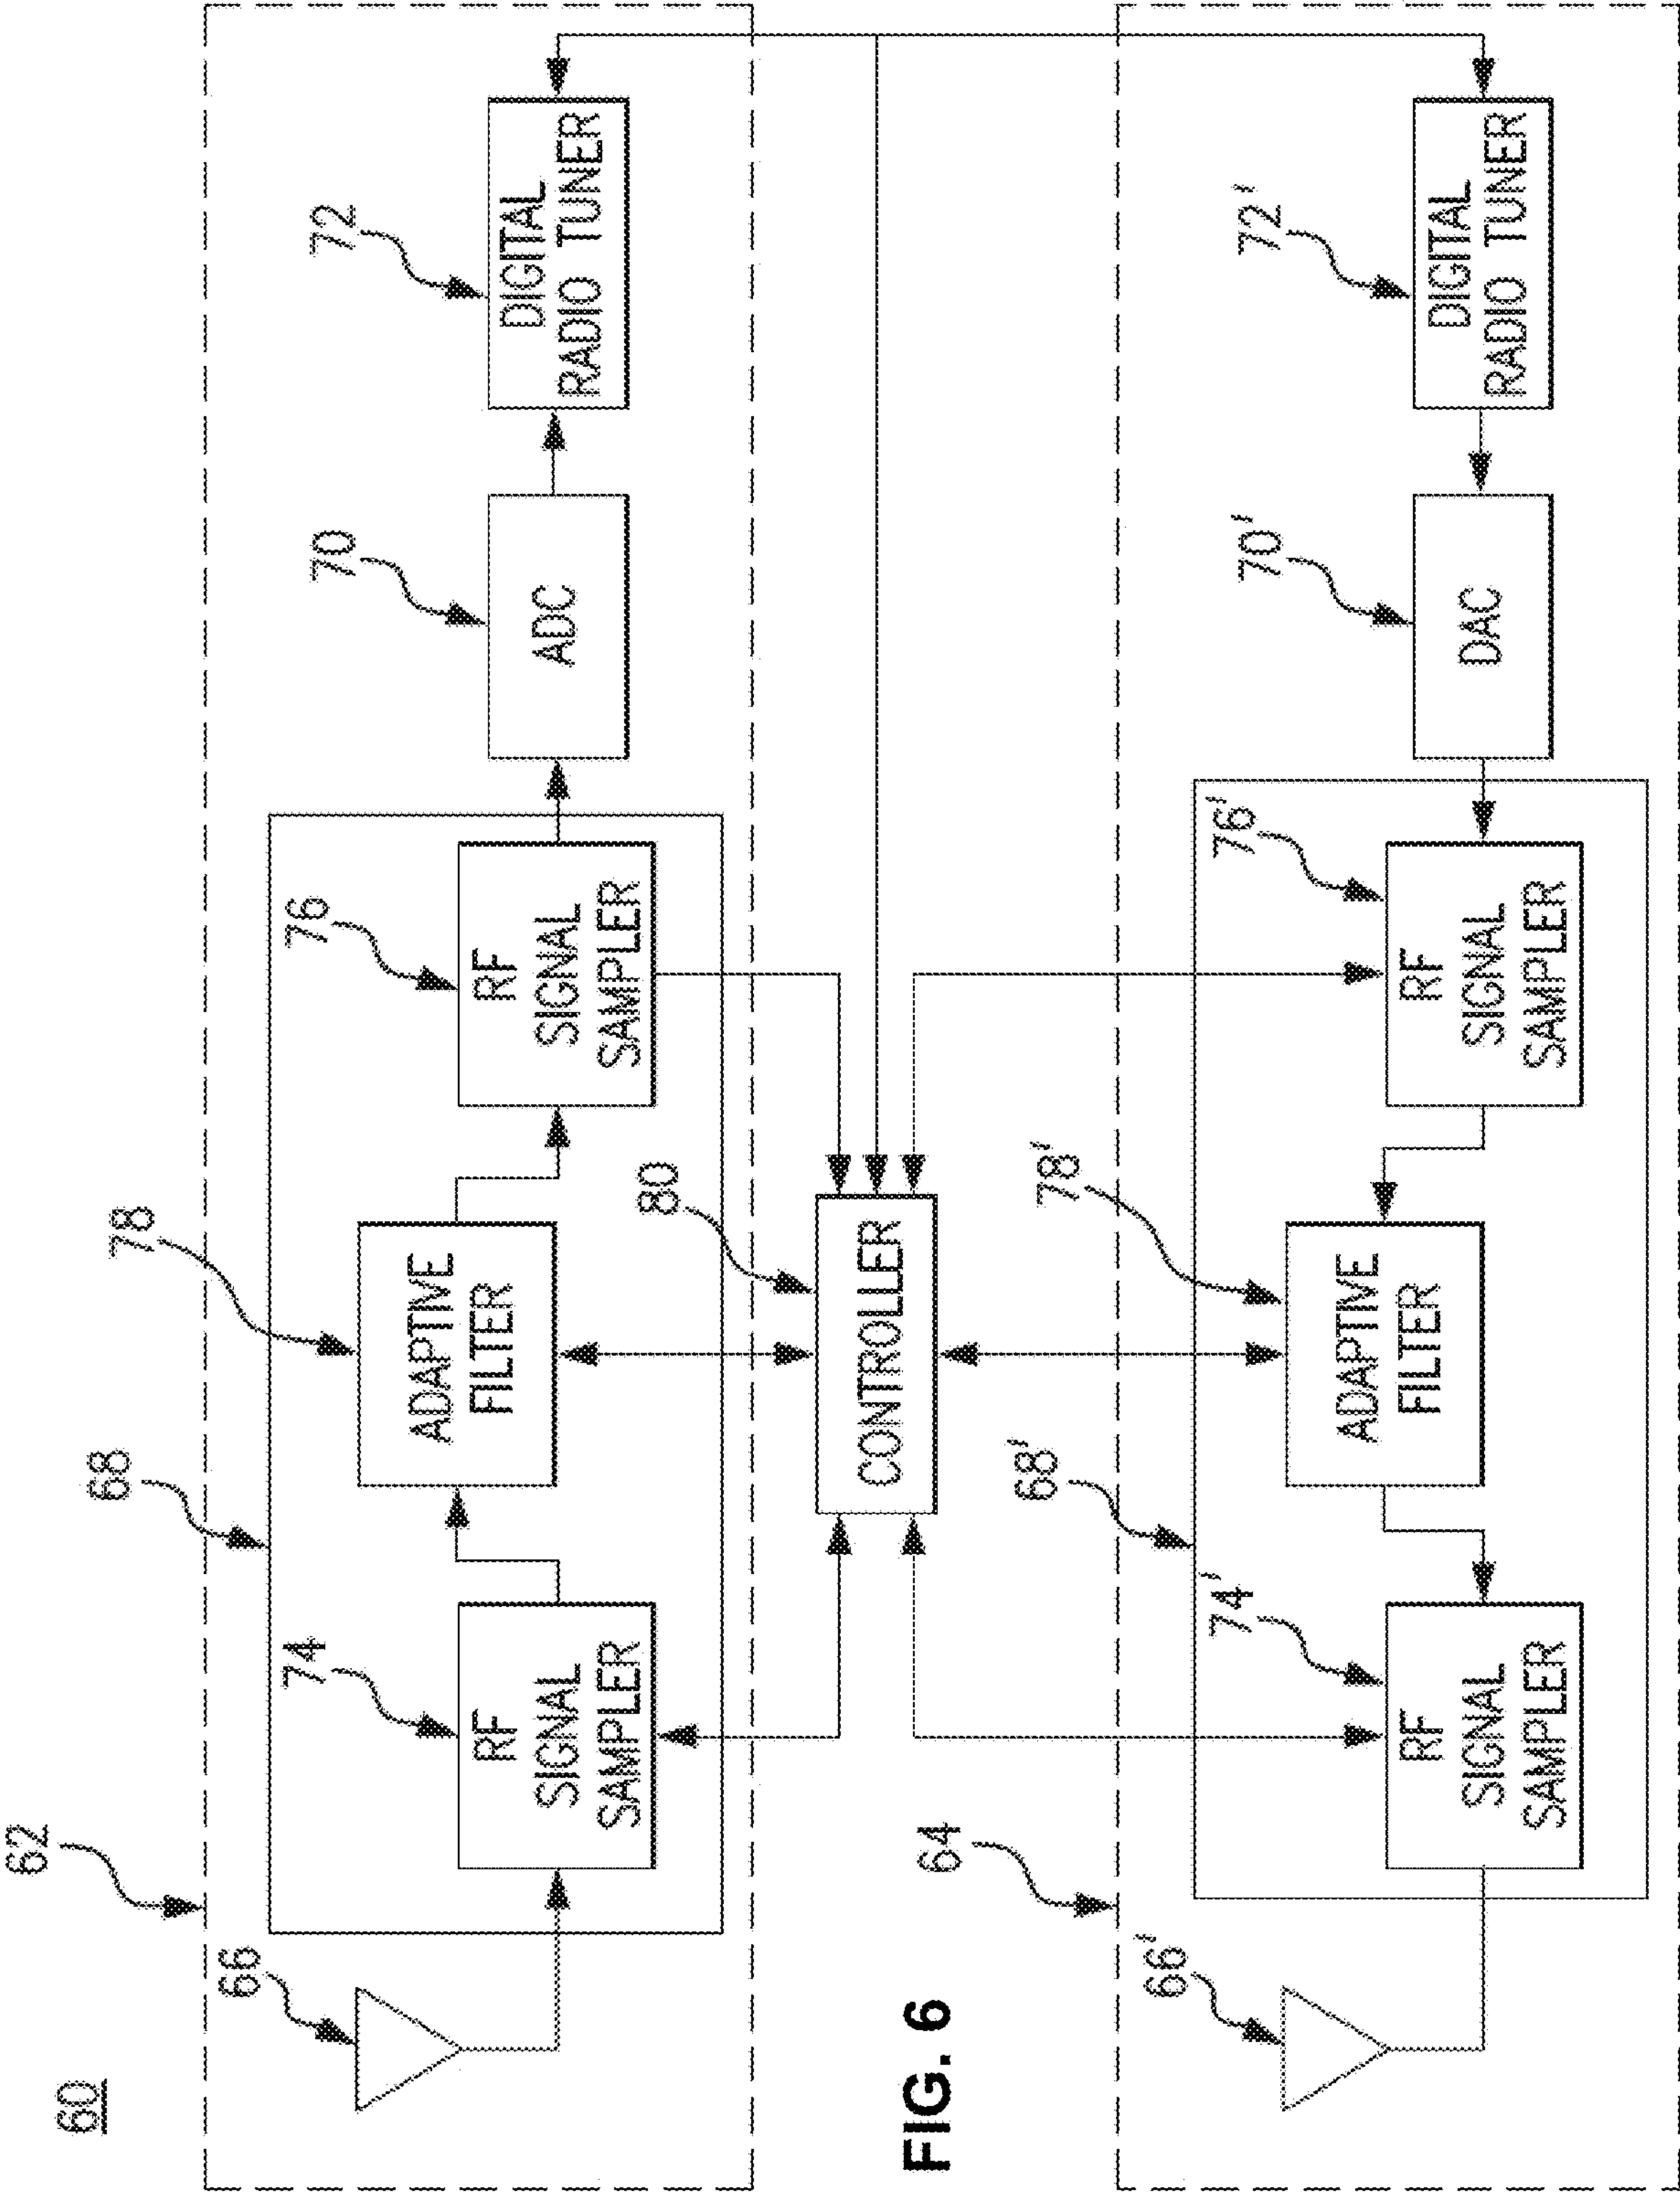 60
62
66
68
74
RF
SIGNAL
SAMPLER
78
ADAPTIVE
FILTER
76
RF
SIGNAL
SAMPLER
70
ADC
72
DIGITAL
RADIO TUNER
80
CONTROLLER
64
66'
68'
74'
RF
SIGNAL
SAMPLER
78'
ADAPTIVE
FILTER
76'
RF
SIGNAL
SAMPLER
70'
DAC
72'
DIGITAL
RADIO TUNER
FIG. 6